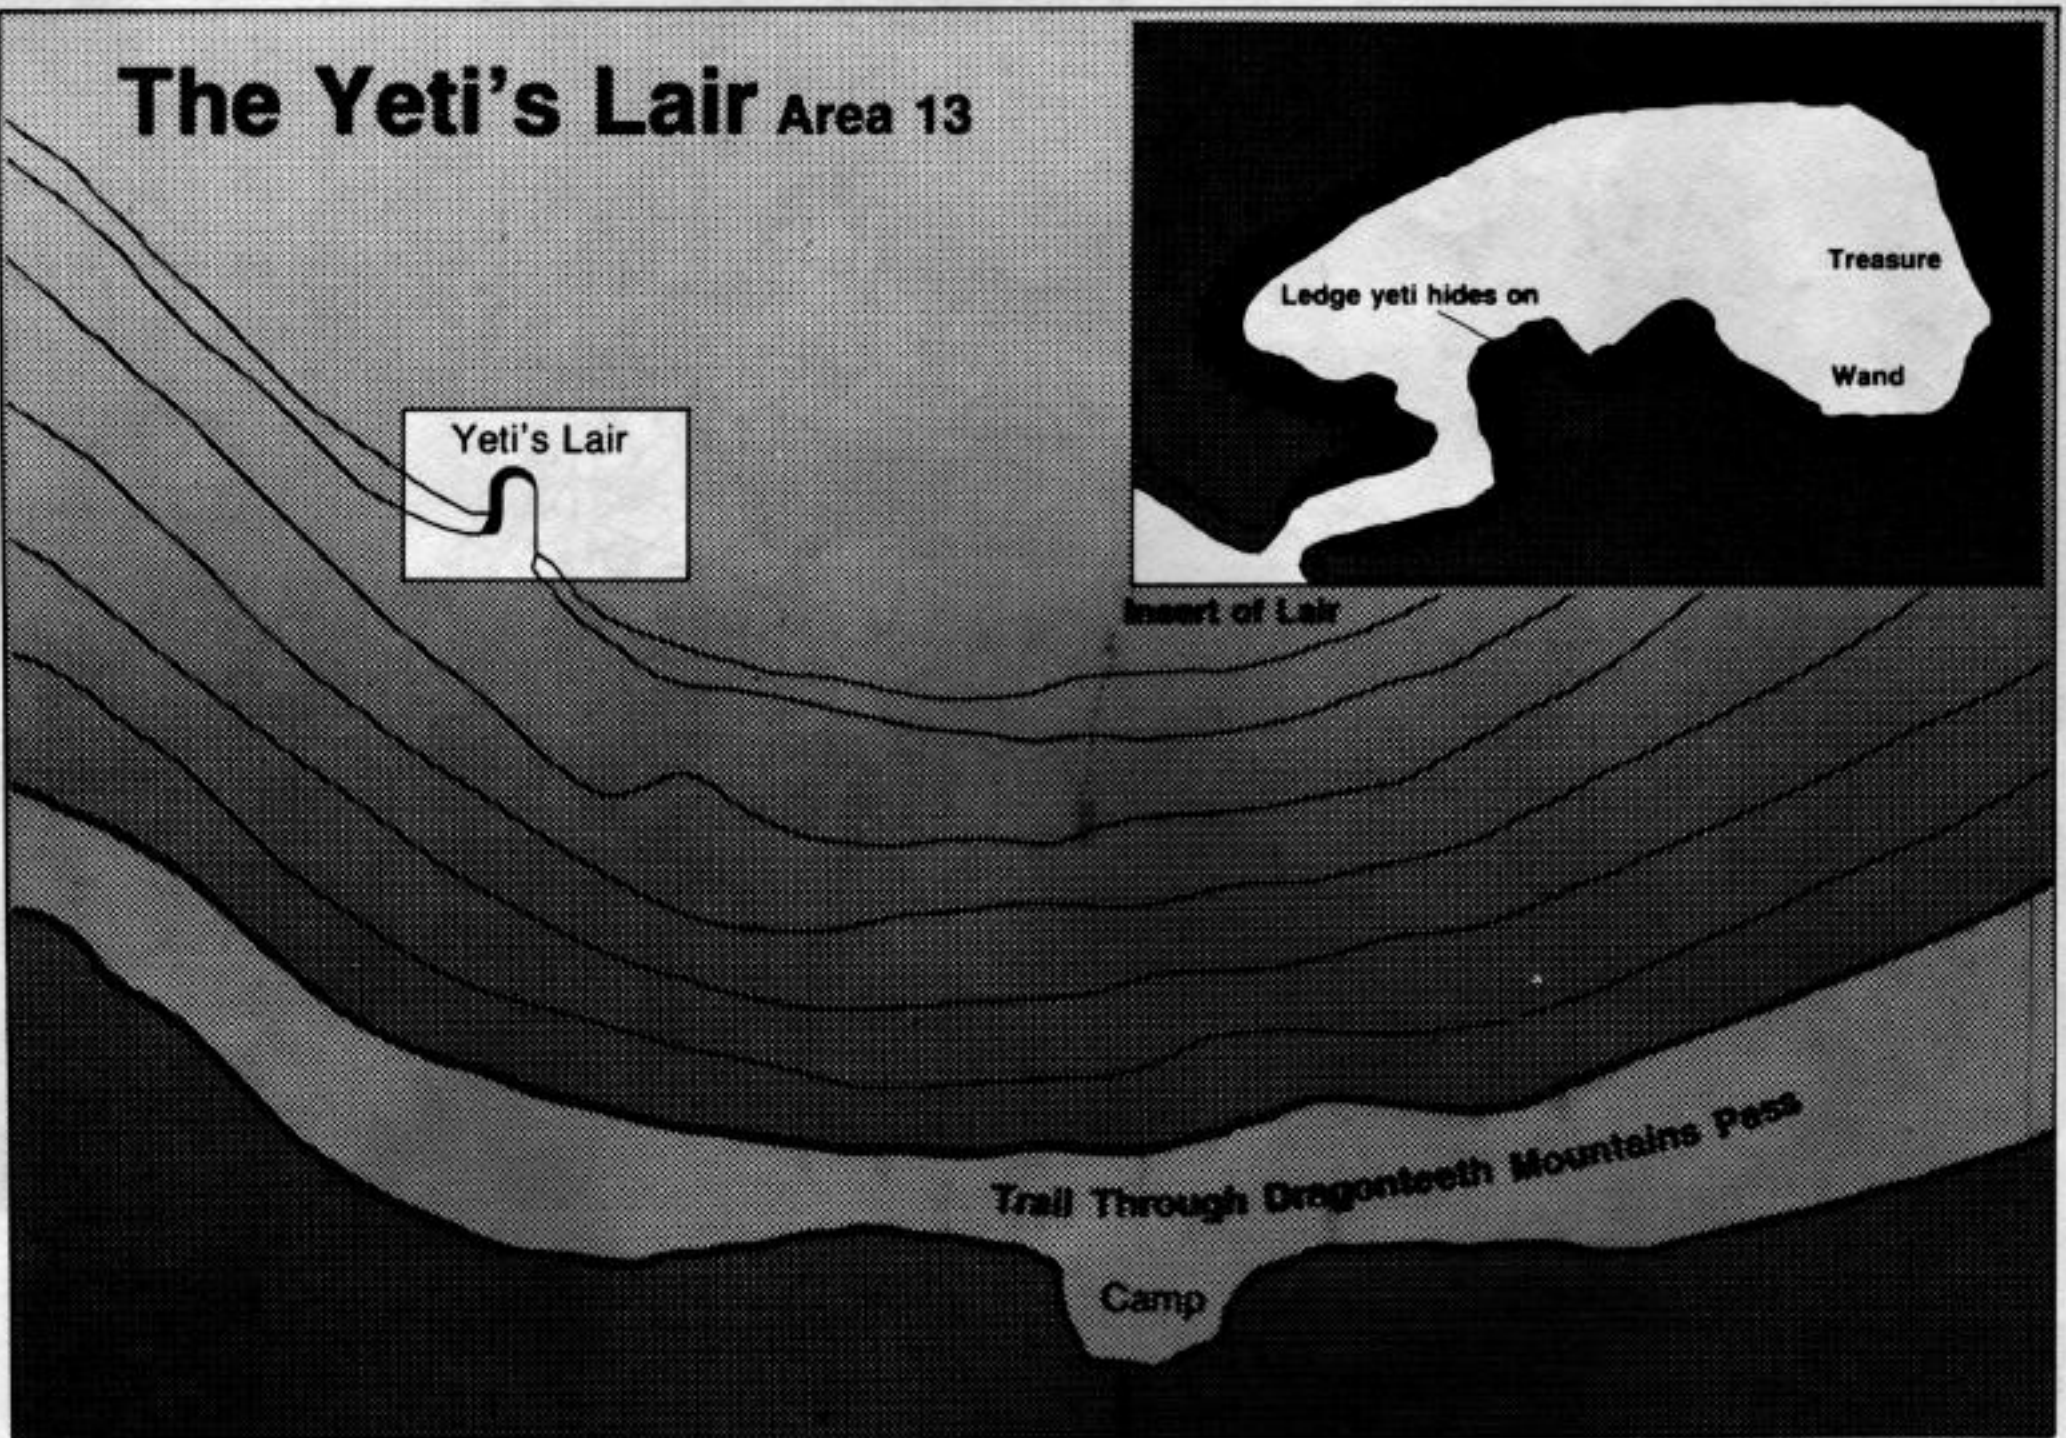 The Yeti's Lair Area 13
Treasure
Ledge yeti hides on
Wand
Yeti's Lair
Insert of Lair
Trail Through Dragonteeth Mountains Pass
Camp